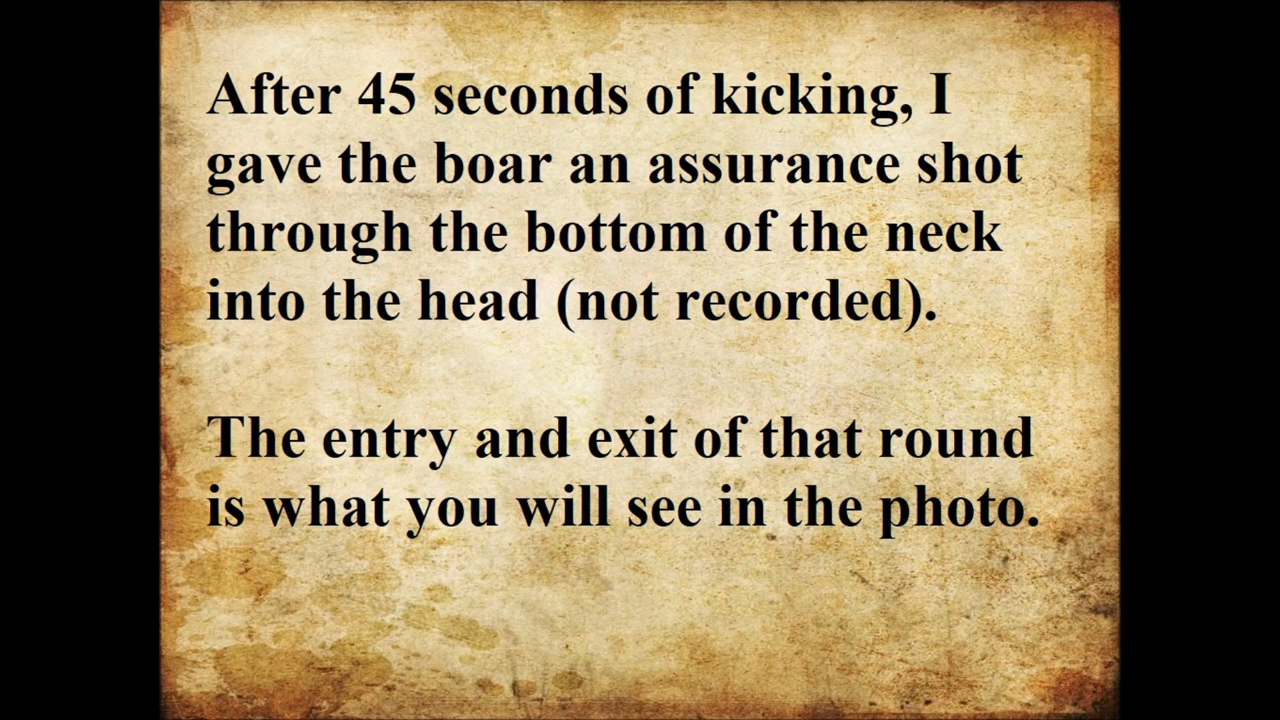 After 45 seconds of kicking, I
gave the boar an assurance shot
through the bottom of the neck
into the head (not recorded).
The entry and exit of that round
is what you will see in the photo.